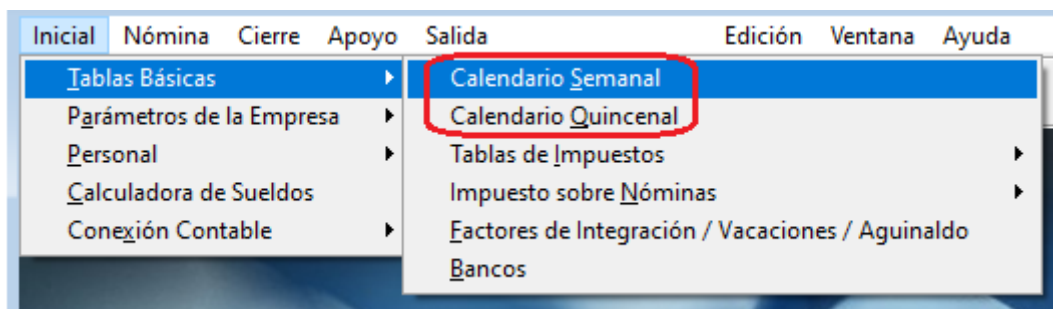 Inicial Nómina Cierre Apoyo Salida Edición Ventana Ayuda
Tablas Básicas
Parámetros de la Empresa
Personal
Calculadora de Sueldos
Conexión Contable
Calendario Semanal
Calendario Quincenal
Tablas de Impuestos
Impuesto sobre Nóminas
Factores de Integración / Vacaciones / Aguinaldo
Bancos